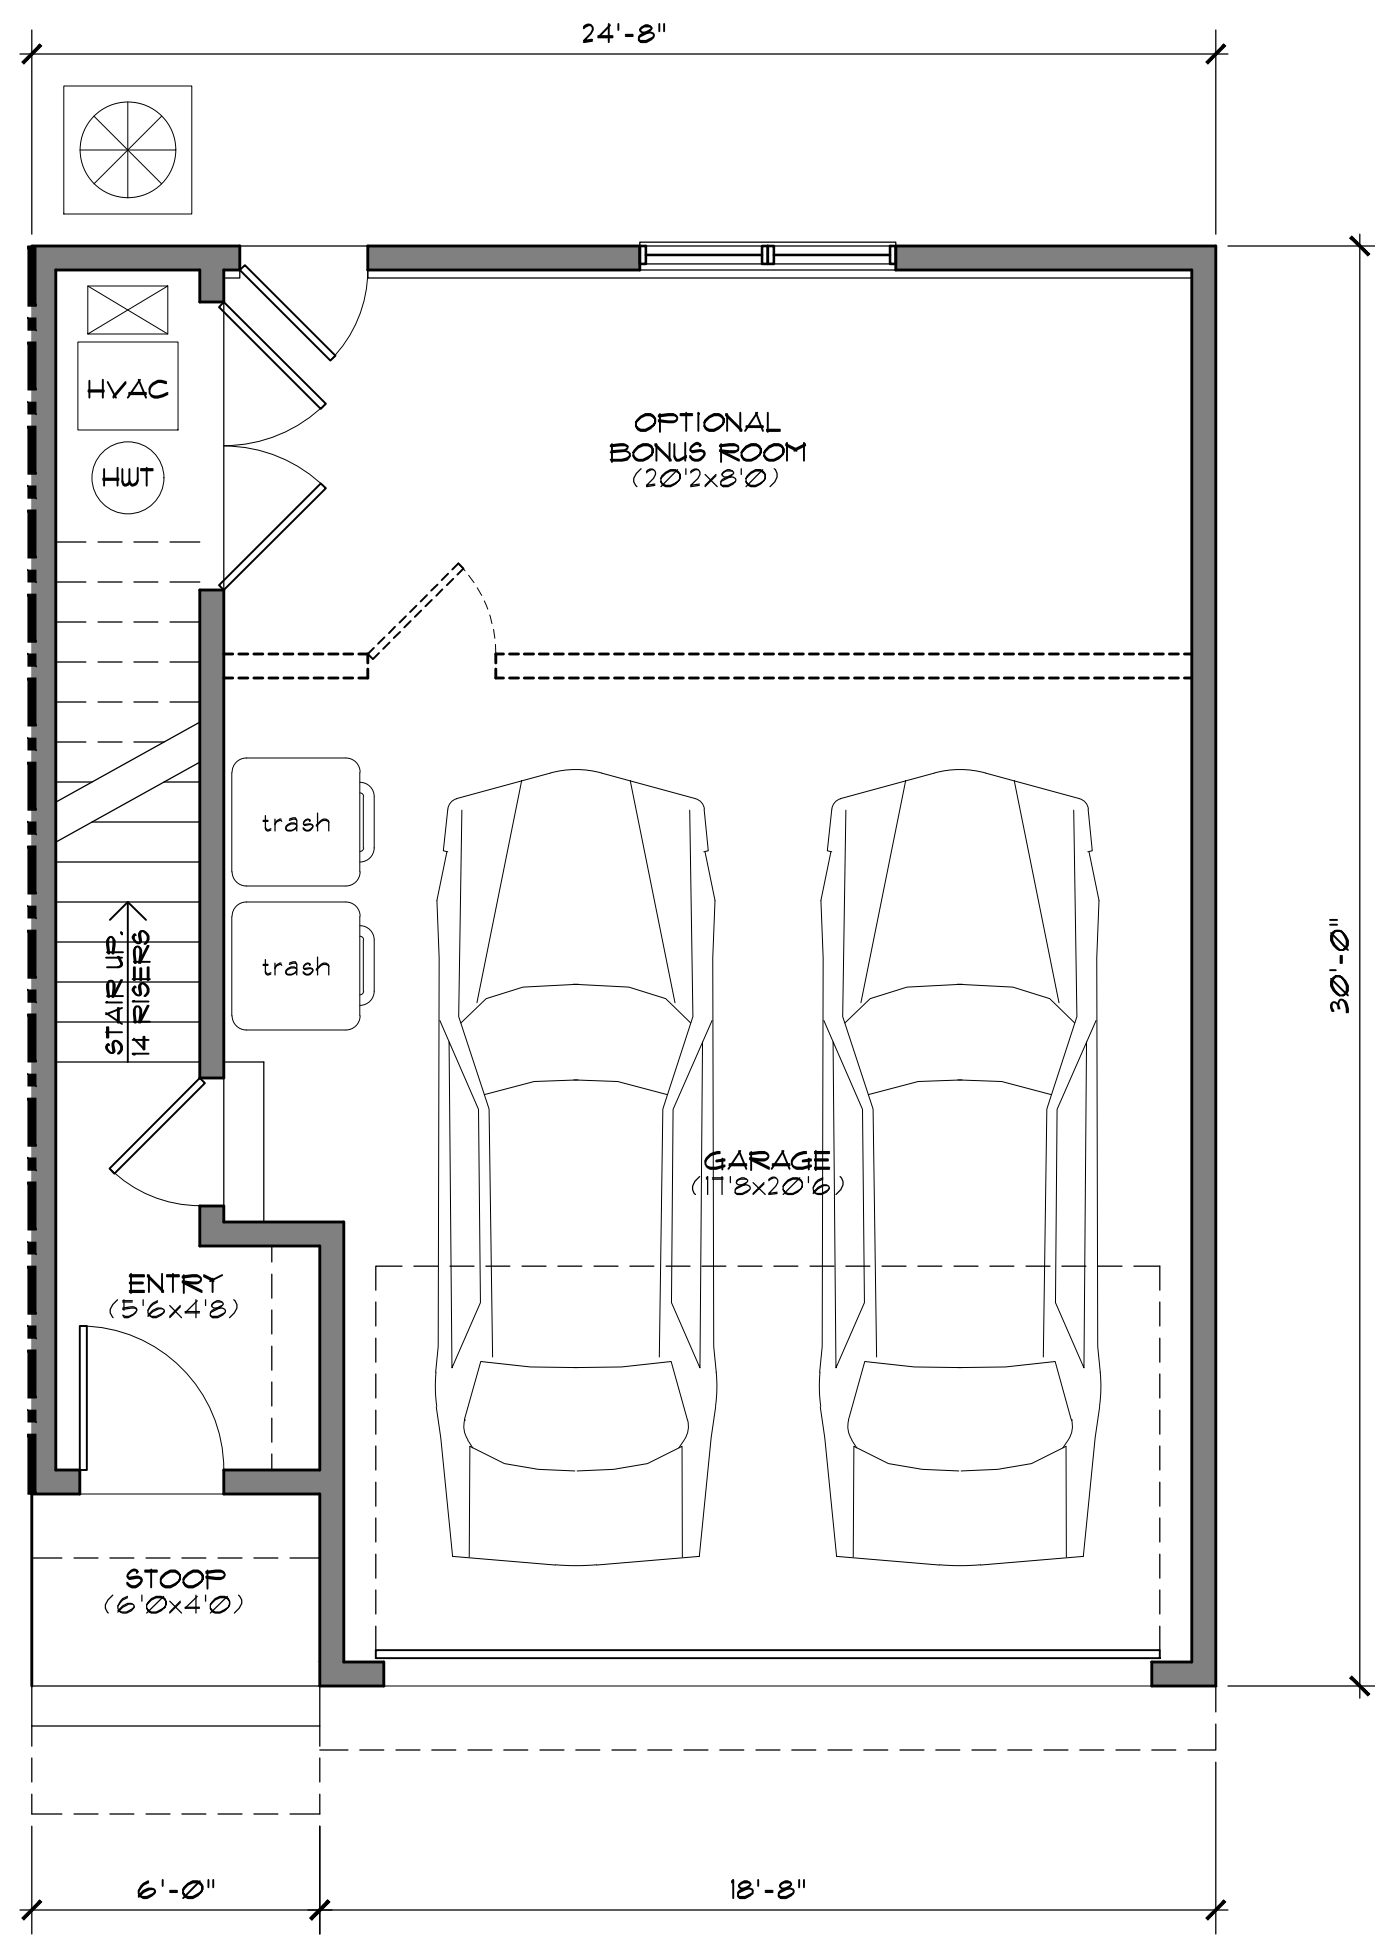 24'-8"
HVAC
OPTIONAL
BONUS ROOM
(20'2x8'0)
HWT
trash
30'-0"
STAIR UP.
14 RISERS
trash
GARAGE
(17'8x20'6)
ENTRY
(5'6x4'8)
STOOP
(6'0x4'0)
6'-0"
18'-8"